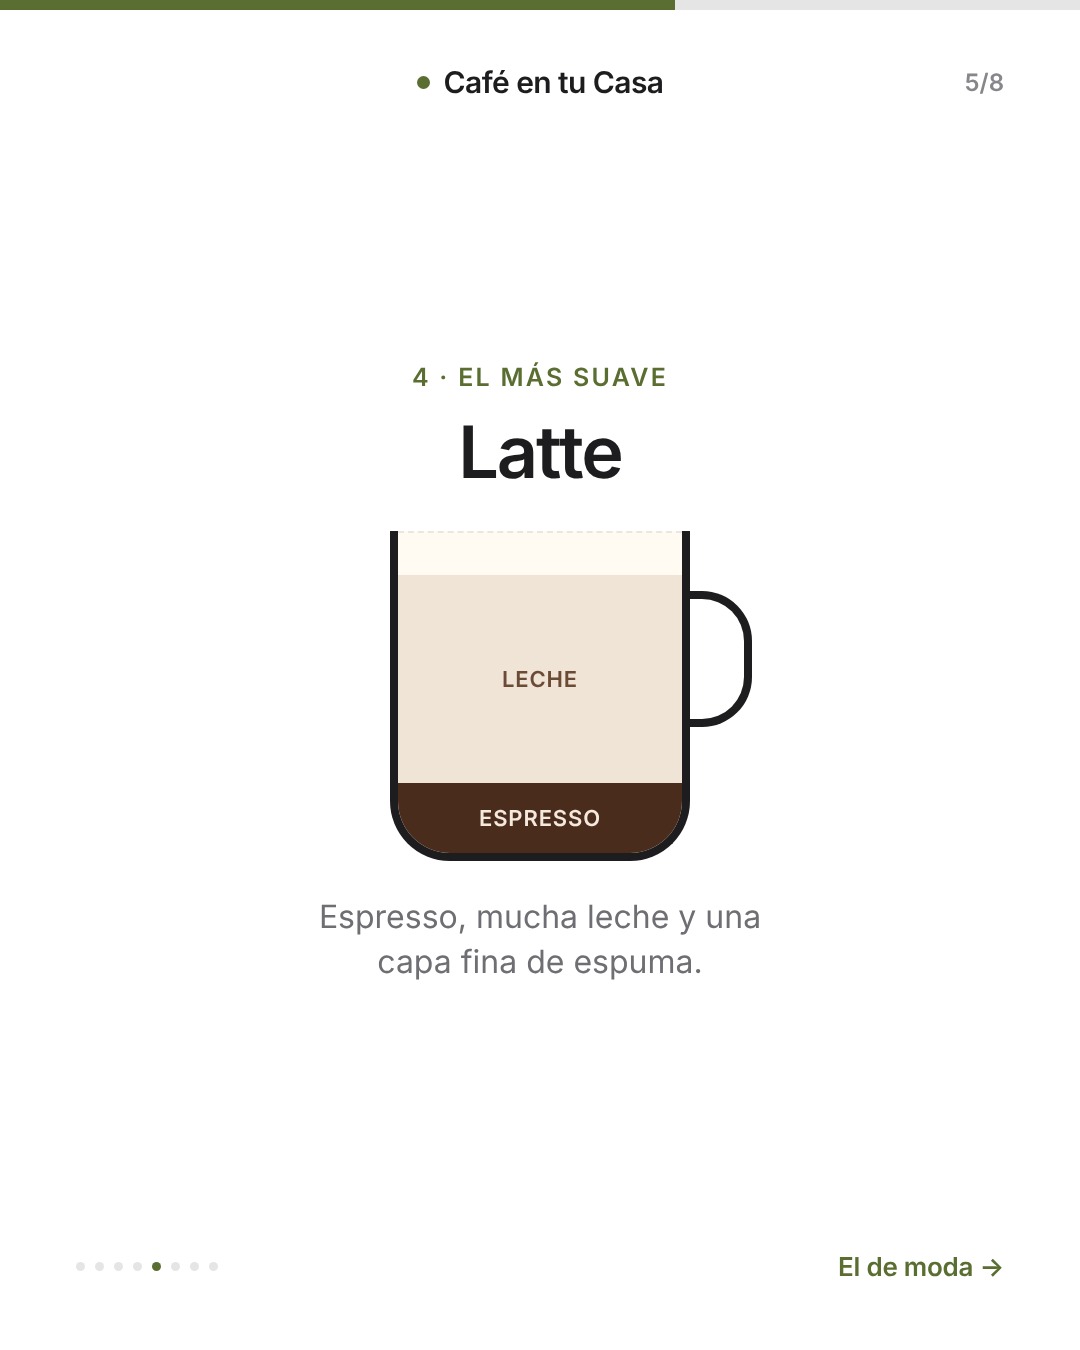 Café en tu Casa
5/8
4 · EL MÁS SUAVE
Latte
LECHE
ESPRESSO
Espresso, mucha leche y una
capa fina de espuma.
El de moda →